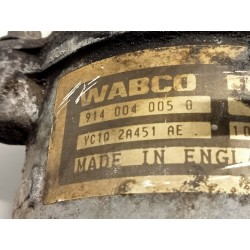 WABCO
914 004 005 0
YC1Q 2A451 AE
MADE IN ENGL